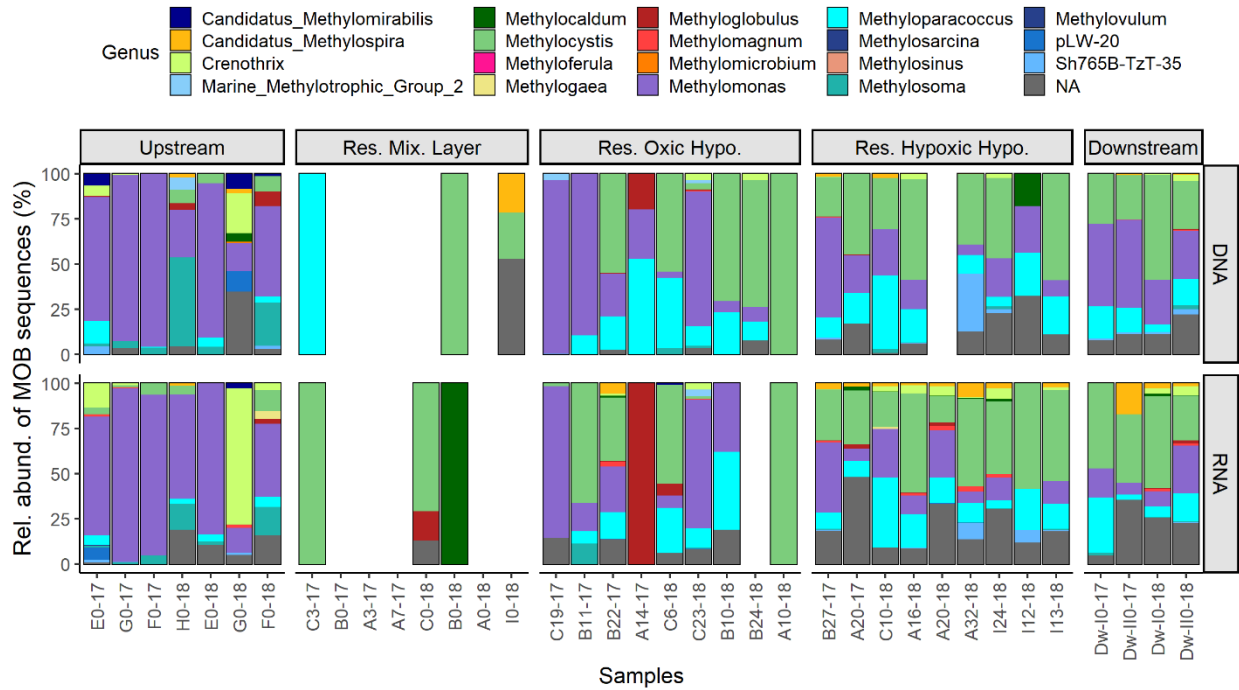 Genus
Candidatus_Methylomirabilis
Candidatus_Methylospira
Crenothrix
Marine_Methylotrophic_Group_2
Methylocaldum
Methylocystis
Methyloferula
Methylogaea
Methyloglobulus
Methylomagnum
Methylomicrobium
Methylomonas
Methyloparacoccus
Methylosarcina
Methylosinus
Methylosoma
Methylovulum
pLW-20
Sh765B-TzT-35
NA
Upstream
Res. Mix. Layer
Res. Oxic Hypo.
Res. Hypoxic Hypo.
Downstream
Rel. abund. of MOB sequences (%)
100
75
50
25
0
DNA
100
75
50
25
0
RNA
E0-17
G0-17
F0-17
H0-18
E0-18
G0-18
F0-18
C3-17
B0-17
A3-17
A7-17
C0-18
B0-18
A0-18
I0-18
C19-17
B11-17
B22-17
A14-17
C6-18
C23-18
B10-18
B24-18
A10-18
B27-17
A20-17
C10-18
A16-18
A20-18
A32-18
I24-18
I12-18
I13-18
Dw-I0-17
Dw-II0-17
Dw-I0-18
Dw-II0-18
Samples